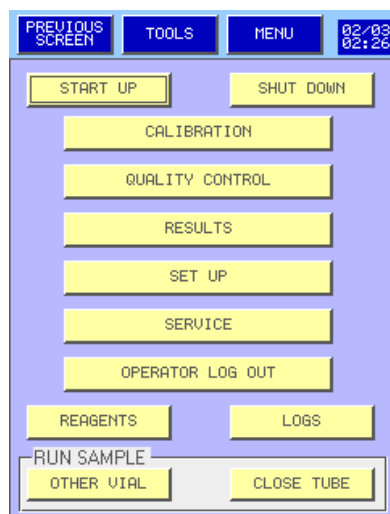 PREVIOUS
SCREEN
TOOLS
MENU
02/03
02:26
START UP
SHUT DOWN
CALIBRATION
QUALITY CONTROL
RESULTS
SET UP
SERVICE
OPERATOR LOG OUT
REAGENTS
LOGS
RUN SAMPLE
OTHER VIAL
CLOSE TUBE